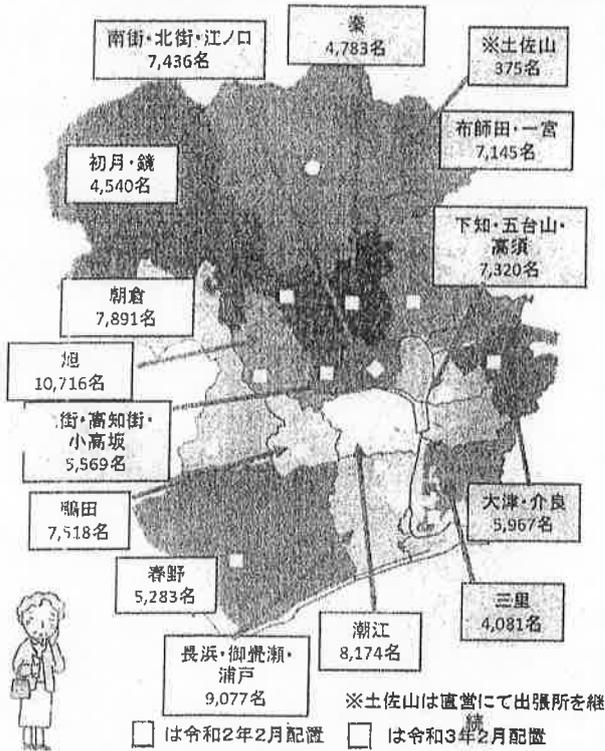 南街・北街・江ノ口
7,436名
秦
4,783名
※土佐山
375名
布師田・一宮
7,145名
初月・鏡
4,540名
下知・五台山・
高須
7,320名
朝倉
7,891名
旭
10,716名
街・高知街・
小高坂
5,569名
鴨田
7,518名
大津・介良
5,967名
春野
5,283名
三里
4,081名
潮江
8,174名
長浜・御畳瀬・
浦戸
9,077名
※土佐山は直営にて出張所を継
続
は令和2年2月配置
は令和3年2月配置